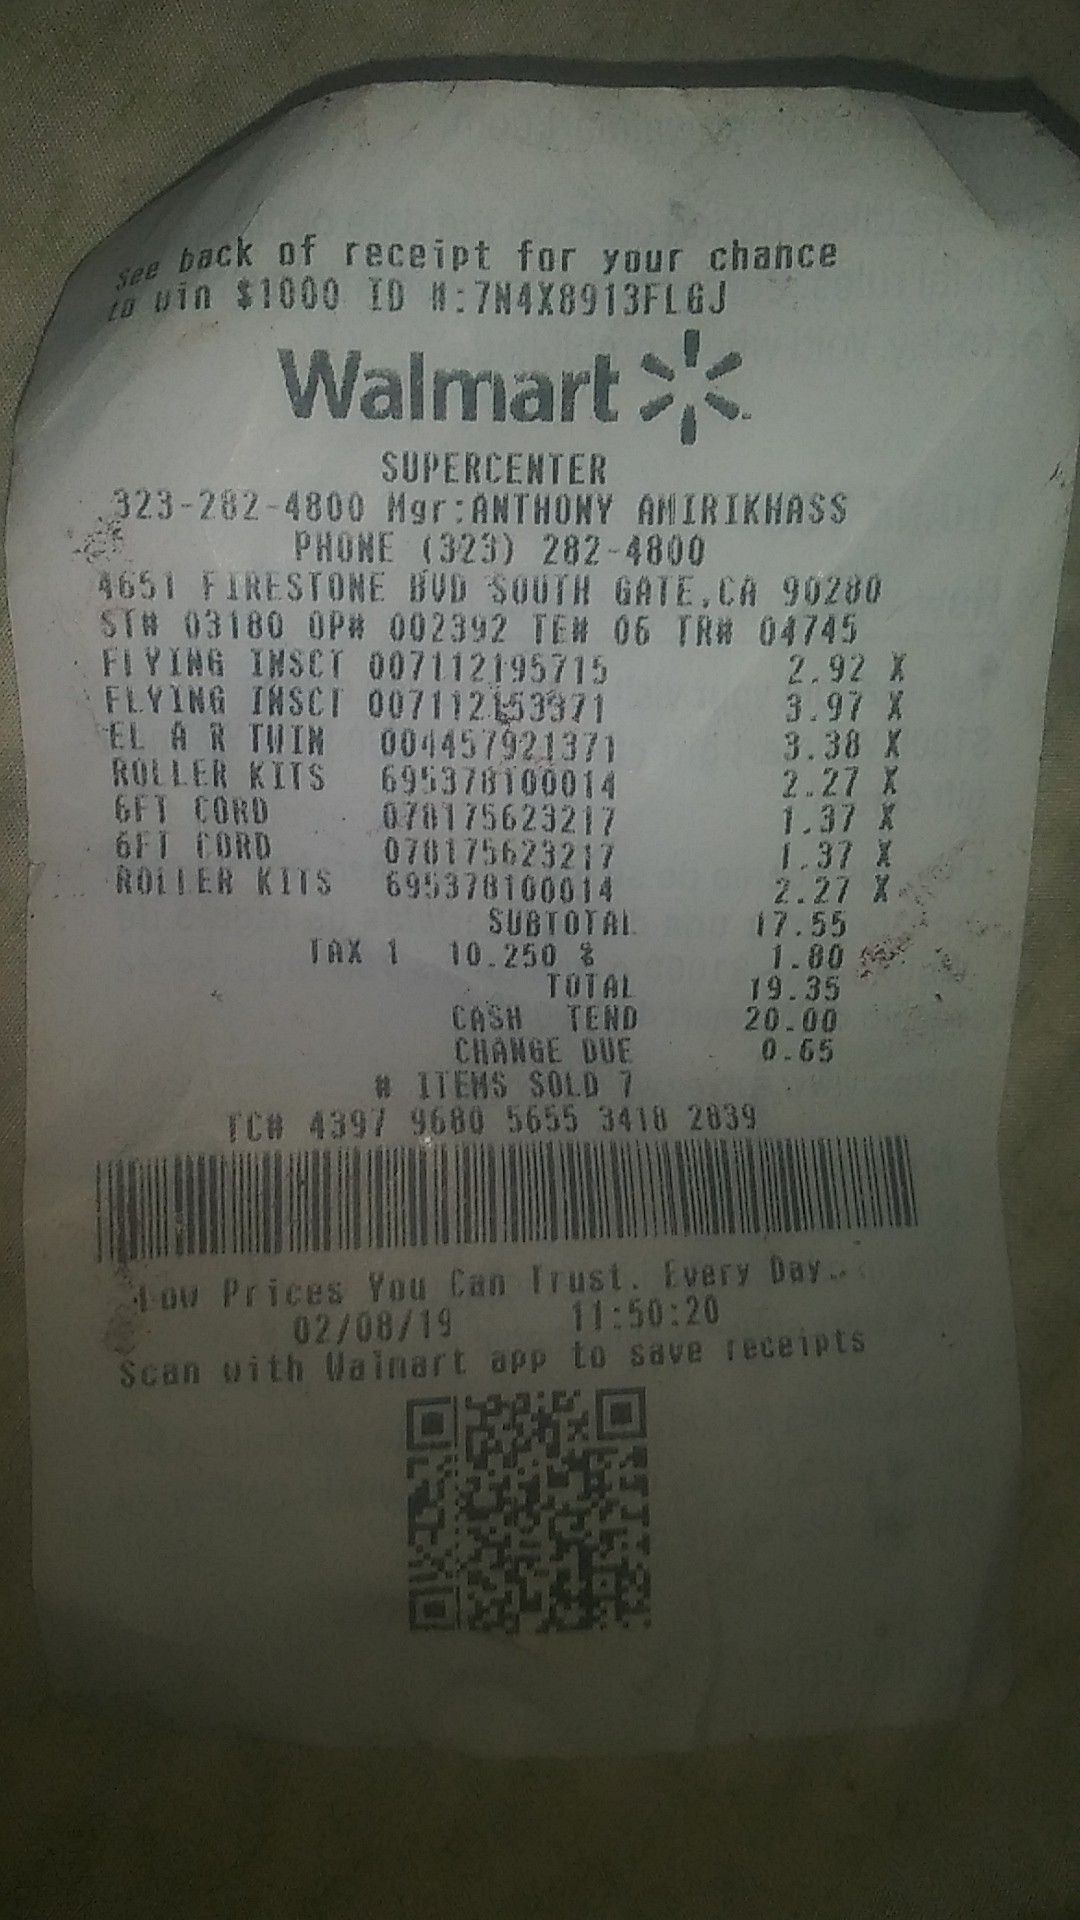 See back of receipt for your chance
to win $1000 ID #:7N4X8913FLGJ
Walmart
SUPERCENTER
323-282-4800 Mgr:ANTHONY AMIRIKHASS
PHONE (323) 282-4800
4651 FIRESTONE BVD SOUTH GATE,CA 90280
ST# 03180 OP# 002392 TE# 06 TR# 04745
FLYING INSCT 007112195715 2.92 X
FLYING INSCT 007112153371 3.97 X
EL A R TWIN 004457921371 3.38 X
ROLLER KITS 695378100014 2.27 X
6FT CORD 078175623217 1.37 X
6FT CORD 078175623217 1.37 X
ROLLER KITS 695378100014 2.27 X
SUBTOTAL 17.55
TAX 1 10.250 % 1.80
TOTAL 19.35
CASH TEND 20.00
CHANGE DUE 0.65
# ITEMS SOLD 7
TC# 4397 9680 5655 3418 2839
Low Prices You Can Trust. Every Day.
02/08/19 11:50:20
Scan with Walmart app to save receipts